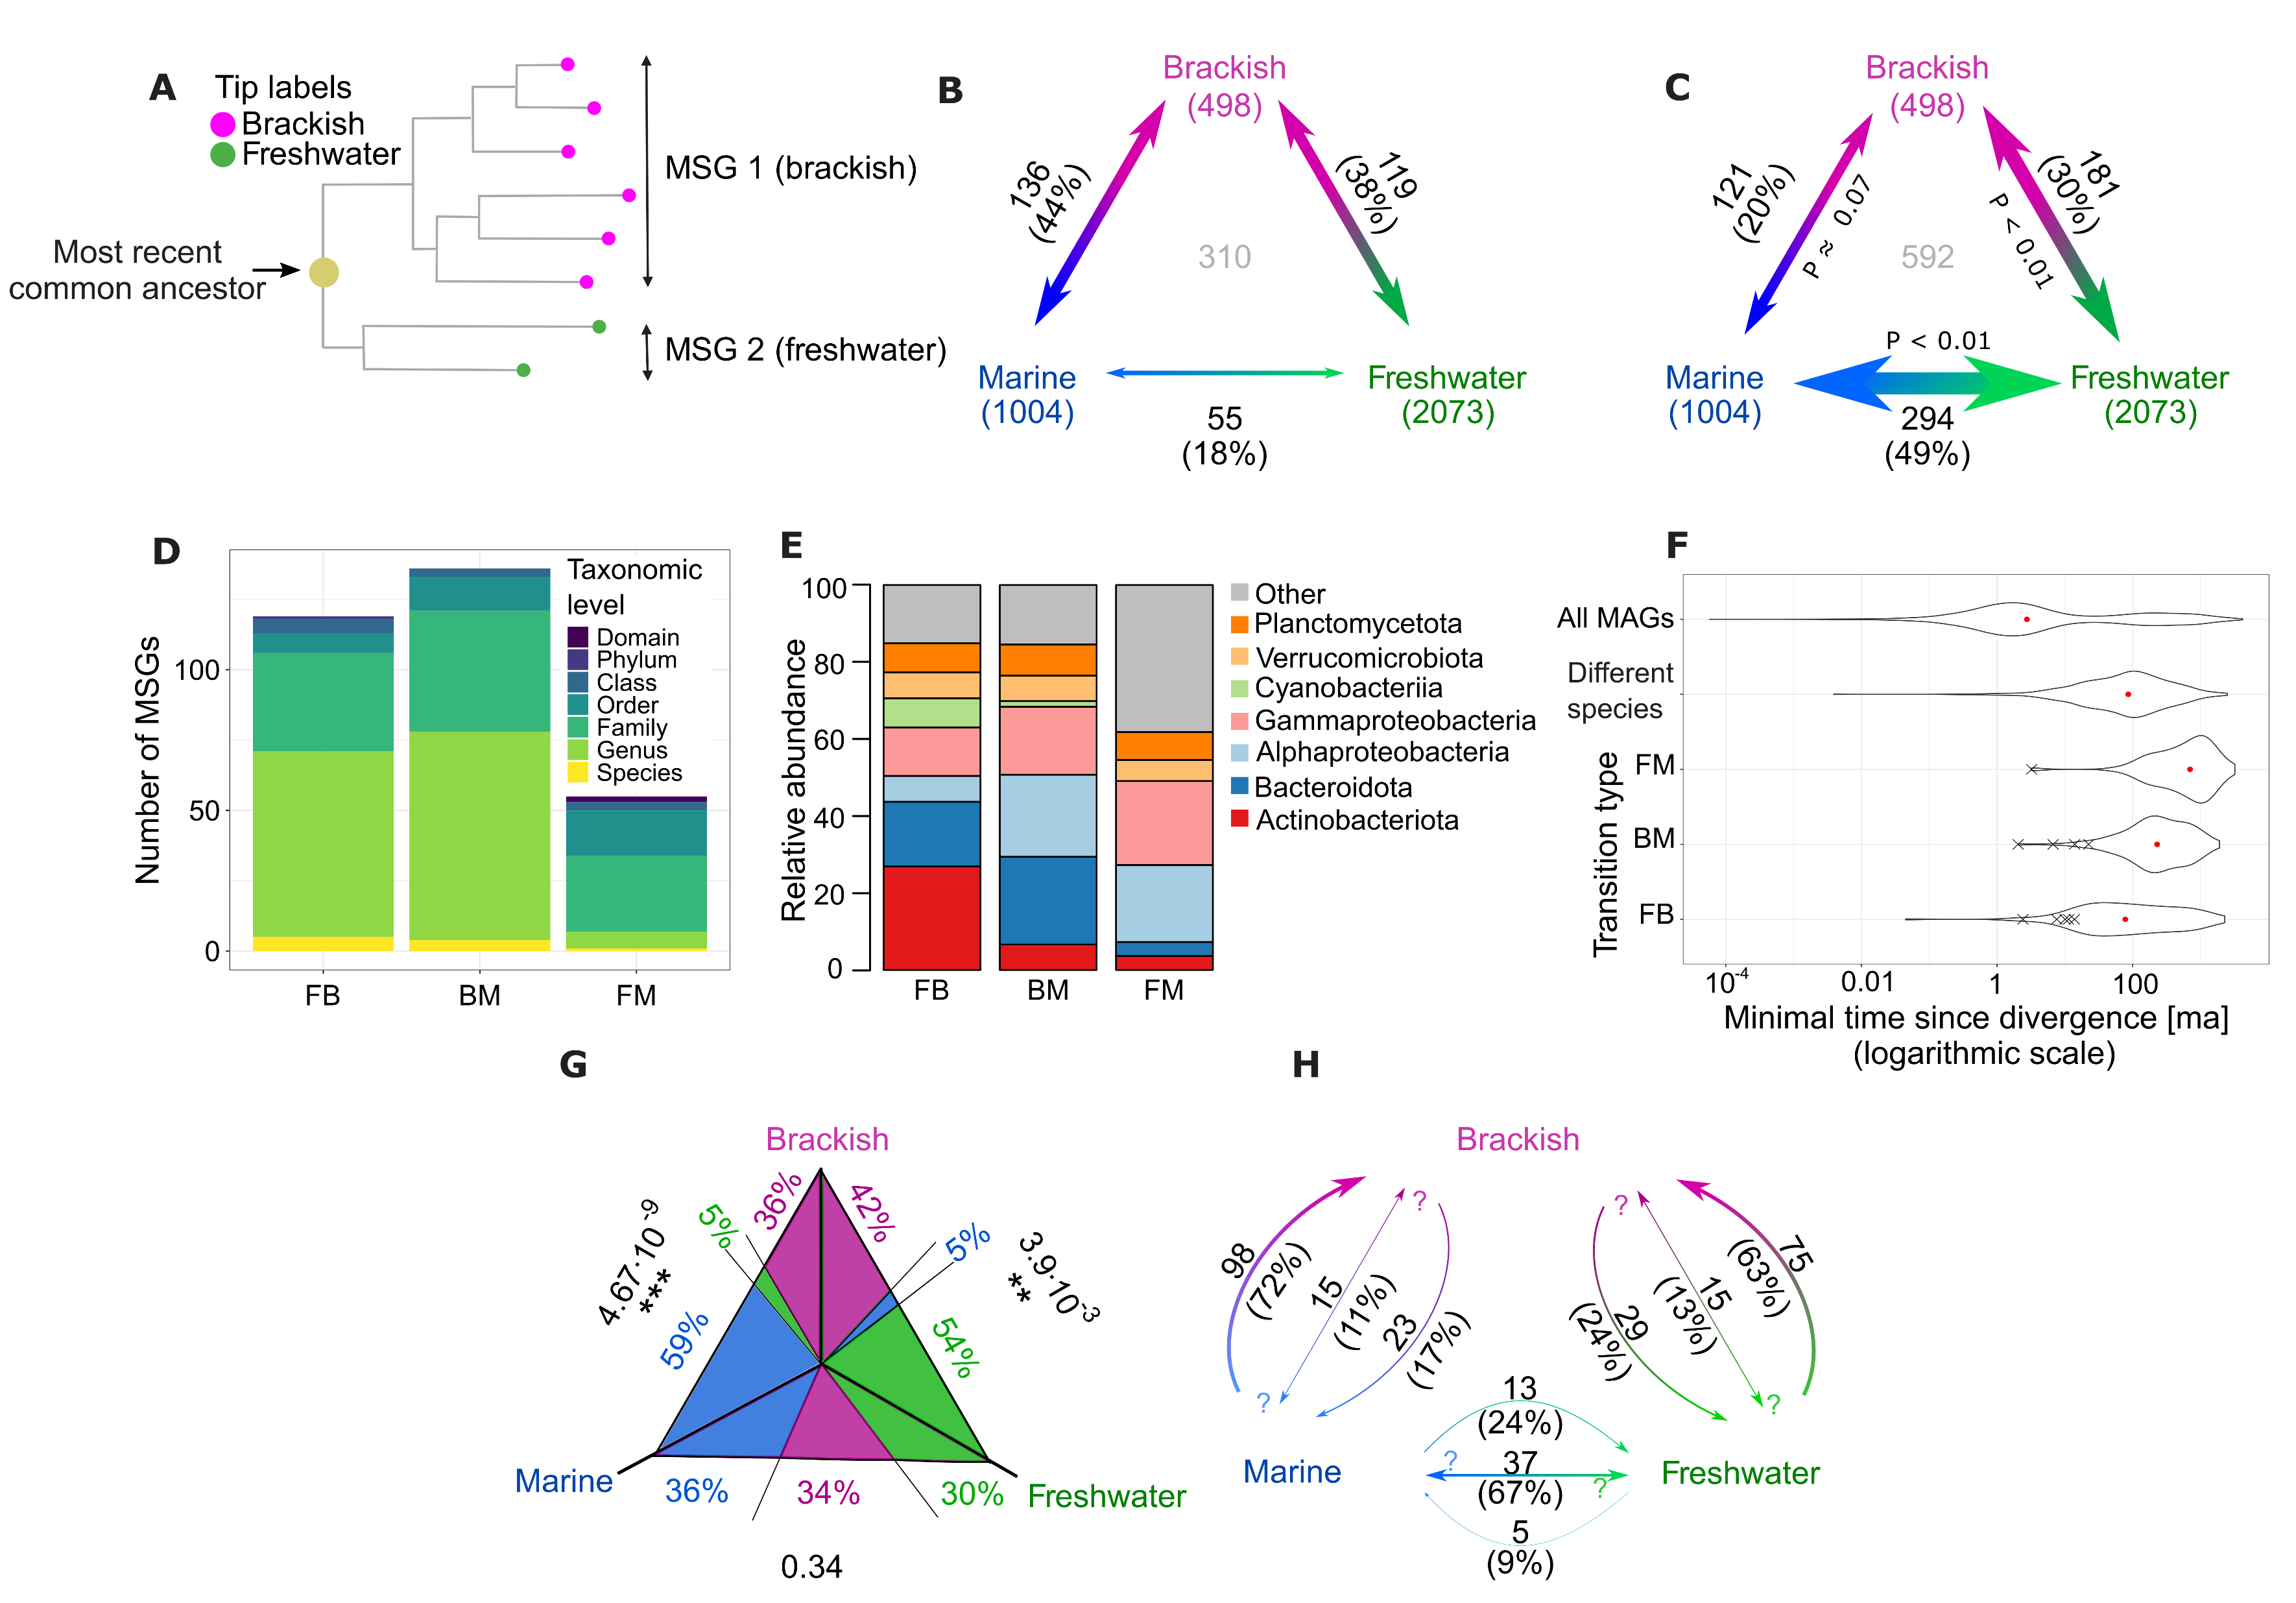 A
Tip labels
Brackish
Freshwater
MSG 1 (brackish)
Most recent
common ancestor
MSG 2 (freshwater)
B
Brackish
(498)
136
(44%)
119
(38%)
310
Marine
(1004)
Freshwater
(2073)
55
(18%)
C
Brackish
(498)
121
(20%)
P ≈ 0.07
181
(30%)
P < 0.01
592
P < 0.01
Marine
(1004)
Freshwater
(2073)
294
(49%)
D
Number of MSGs
100
50
0
FB
BM
FM
Taxonomic
level
Domain
Phylum
Class
Order
Family
Genus
Species
E
Relative abundance
100
80
60
40
20
0
FB
BM
FM
Other
Planctomycetota
Verrucomicrobiota
Cyanobacteriia
Gammaproteobacteria
Alphaproteobacteria
Bacteroidota
Actinobacteriota
F
Transition type
All MAGs
Different
species
FM
BM
FB
10-4
0.01
1
100
Minimal time since divergence [ma]
(logarithmic scale)
G
Brackish
4.67·10-9
***
59%
5%
36%
42%
5%
3.9·10-3
**
54%
Marine
36%
34%
30%
Freshwater
0.34
H
Brackish
98
(72%)
15
(11%)
23
(17%)
?
?
?
?
29
(24%)
15
(13%)
75
(63%)
Marine
Freshwater
13
(24%)
?
37
(67%)
?
5
(9%)